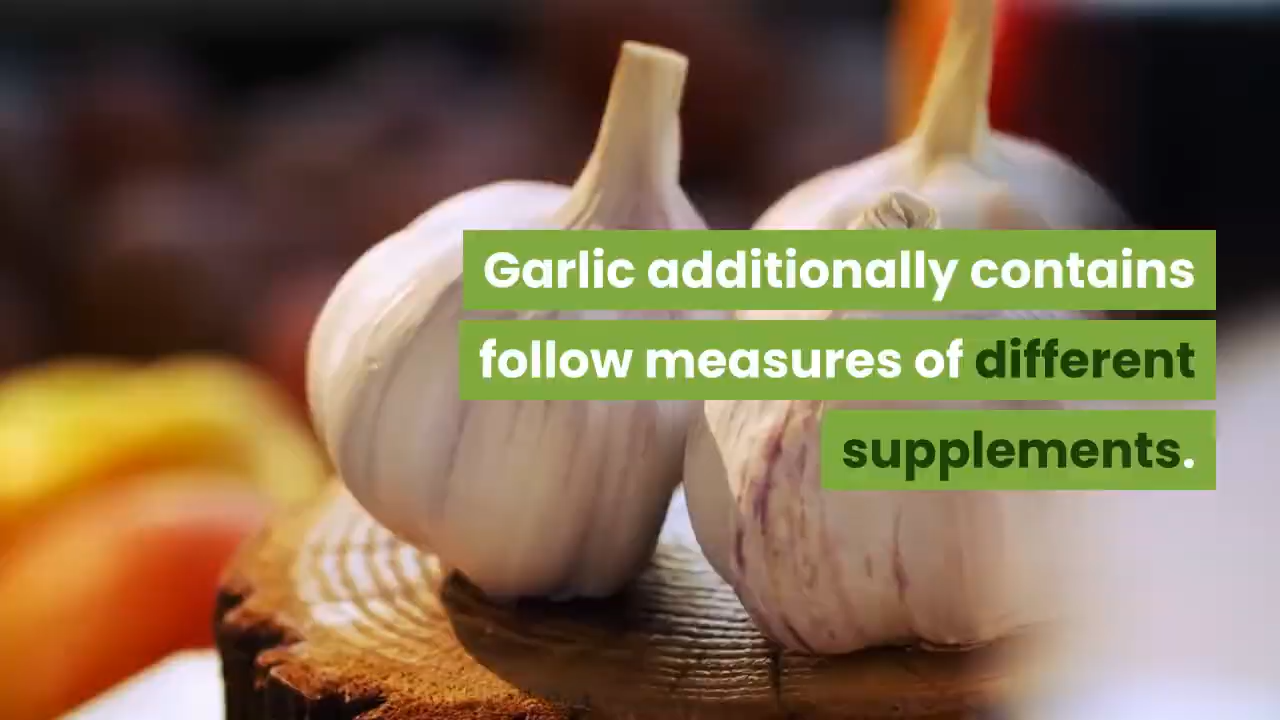 Garlic additionally contains
follow measures of different
supplements.